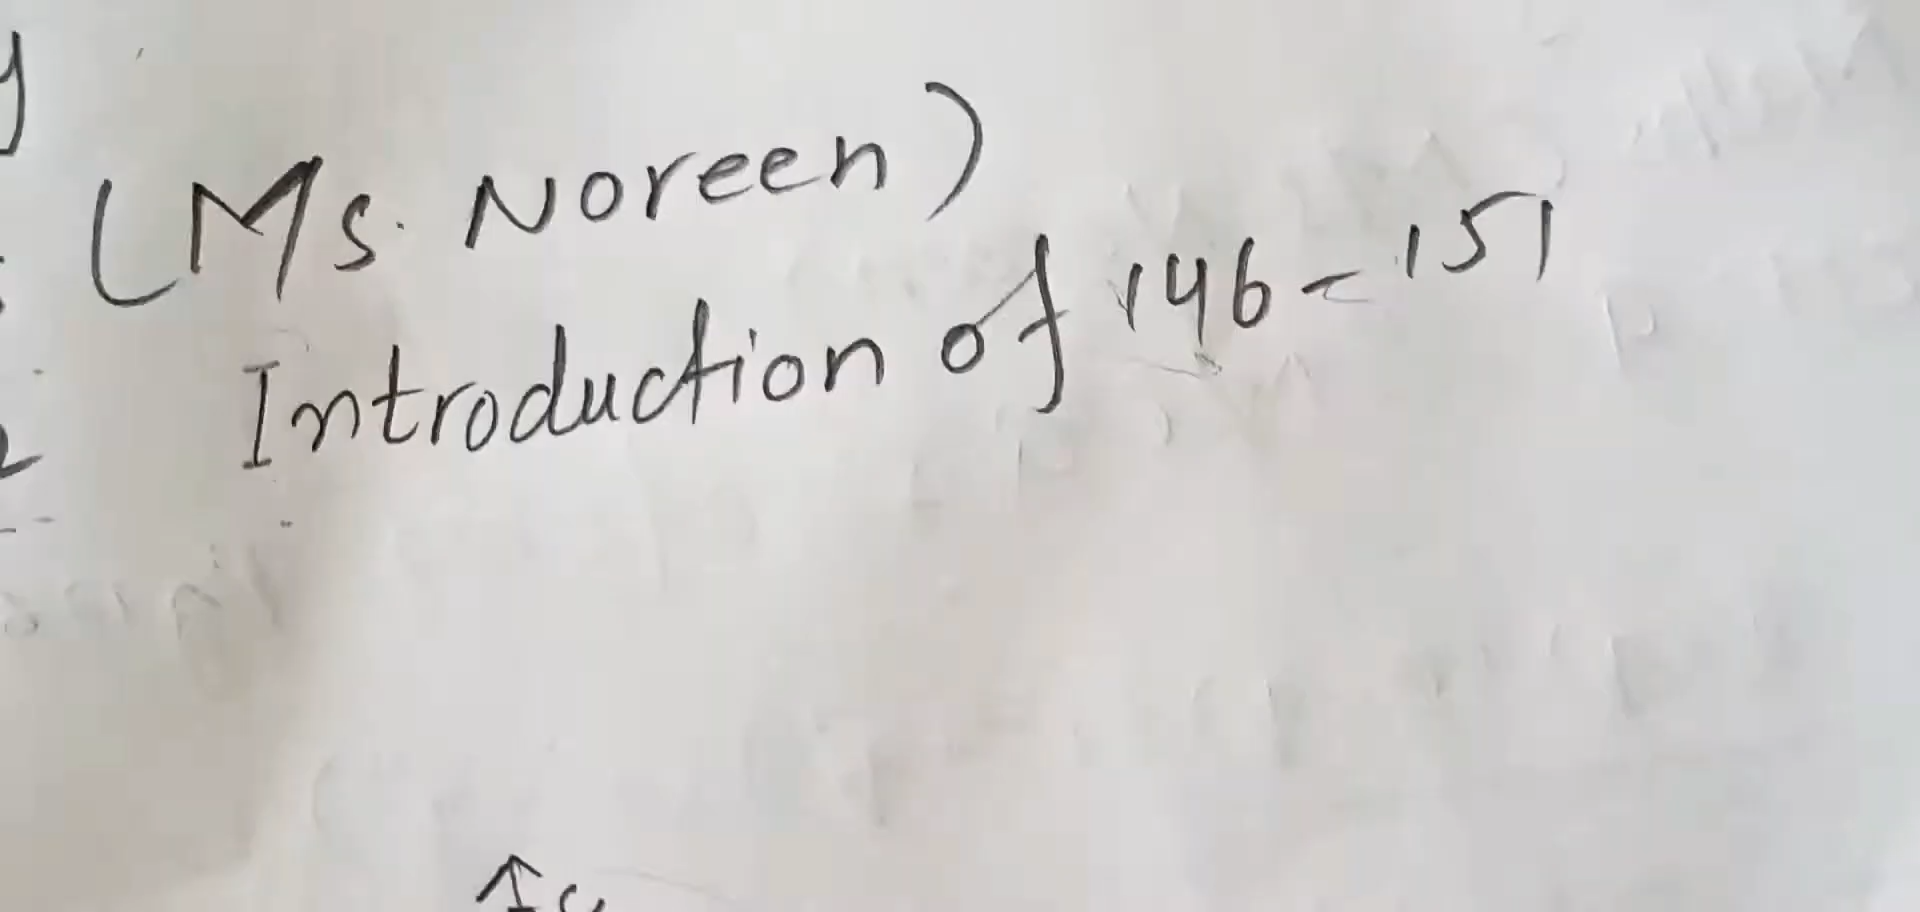 (Ms. Noreen)
Introduction of 146-151